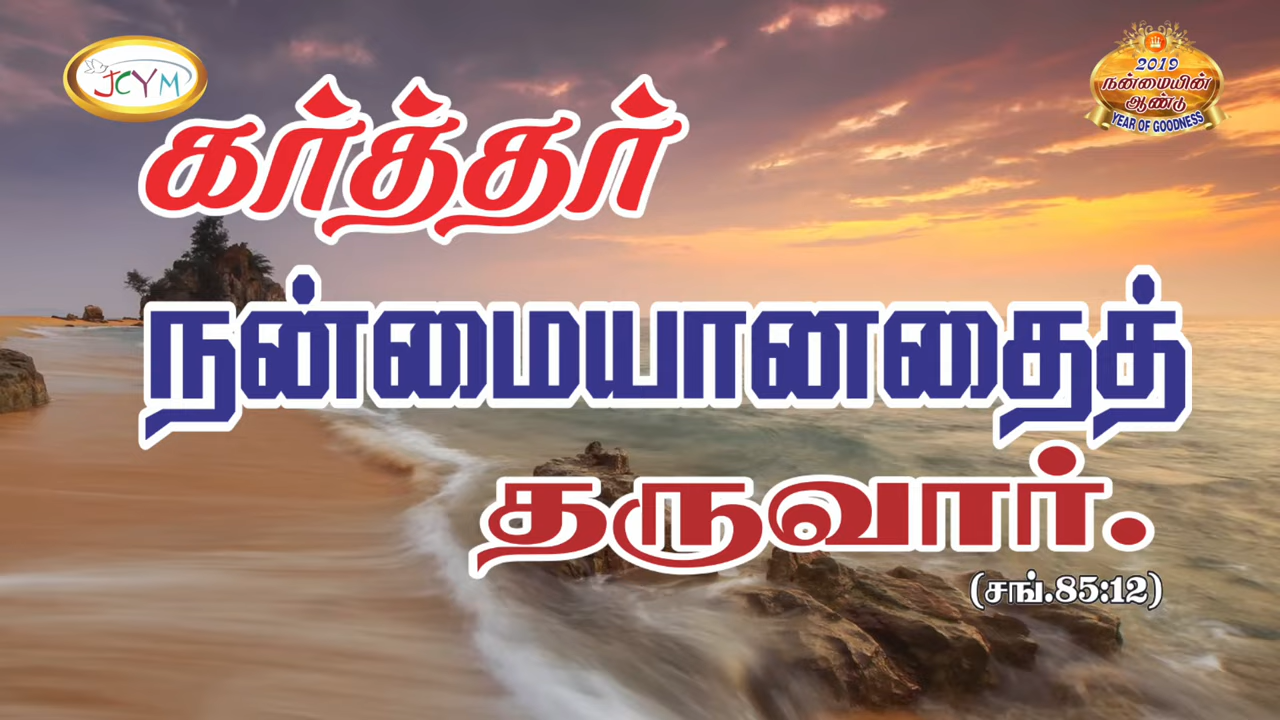 JCYM
2019
நன்மையின்
ஆண்டு
YEAR OF GOODNESS
கர்த்தர்
நன்மையானதைத்
தருவார்.
(சங்.85:12)